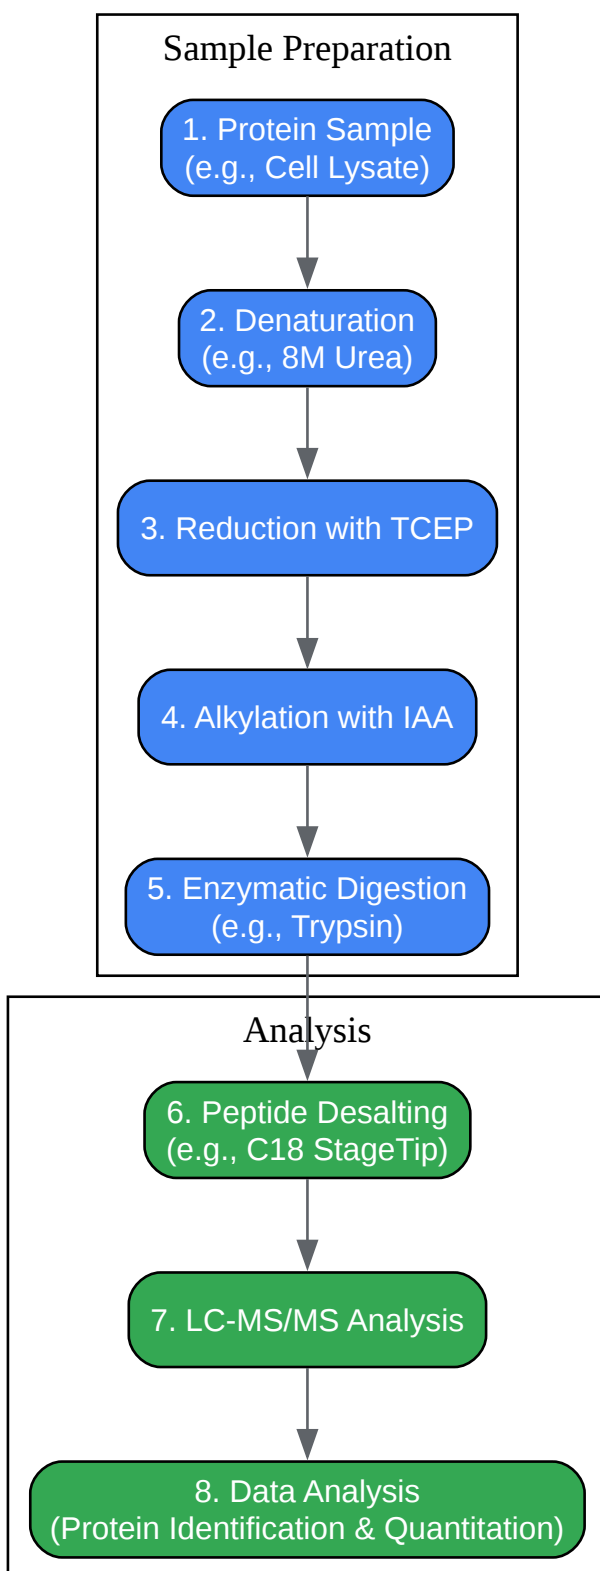 Sample Preparation
1. Protein Sample
(e.g., Cell Lysate)
2. Denaturation
(e.g., 8M Urea)
3. Reduction with TCEP
4. Alkylation with IAA
5. Enzymatic Digestion
(e.g., Trypsin)
Analysis
6. Peptide Desalting
(e.g., C18 StageTip)
7. LC-MS/MS Analysis
8. Data Analysis
(Protein Identification & Quantitation)